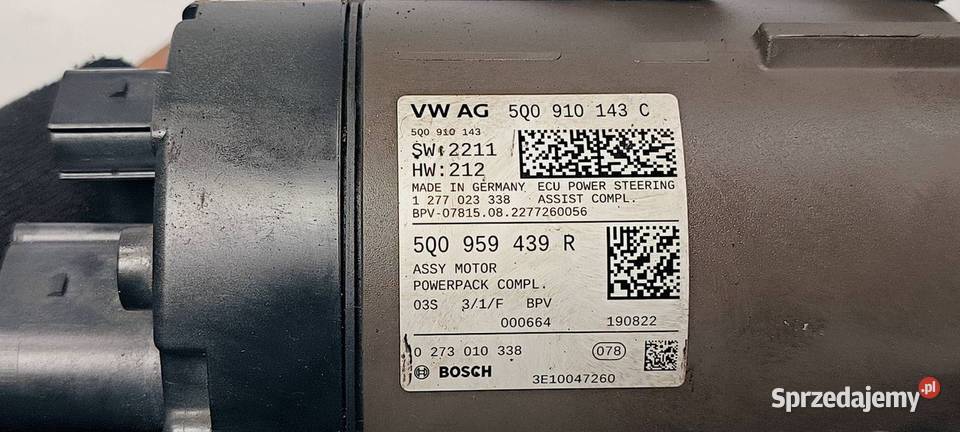 VW AG 5Q0 910 143 C
5Q0 910 143
SW:2211
HW:212
MADE IN GERMANY ECU POWER STEERING
1 277 023 338 ASSIST COMPL.
BPV-07815.08.2277260056
5Q0 959 439 R
ASSY MOTOR
POWERPACK COMPL.
03S 3/1/F BPV
000664 190822
0 273 010 338 078
BOSCH 3E10047260
Sprzedajemy.pl